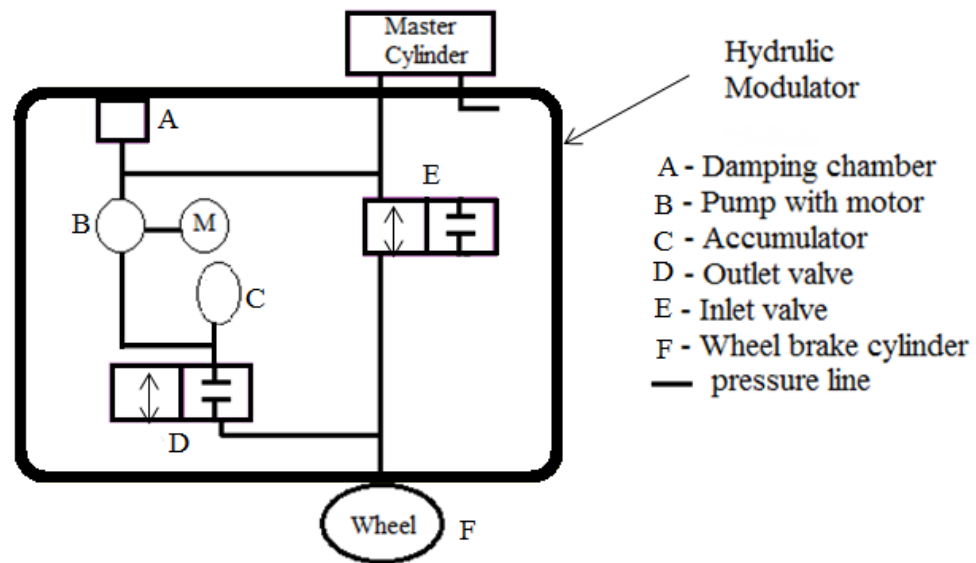 Master
Cylinder
Hydrulic
Modulator
A
E
B
M
C
D
Wheel
F
A - Damping chamber
B - Pump with motor
C - Accumulator
D - Outlet valve
E - Inlet valve
F - Wheel brake cylinder
pressure line